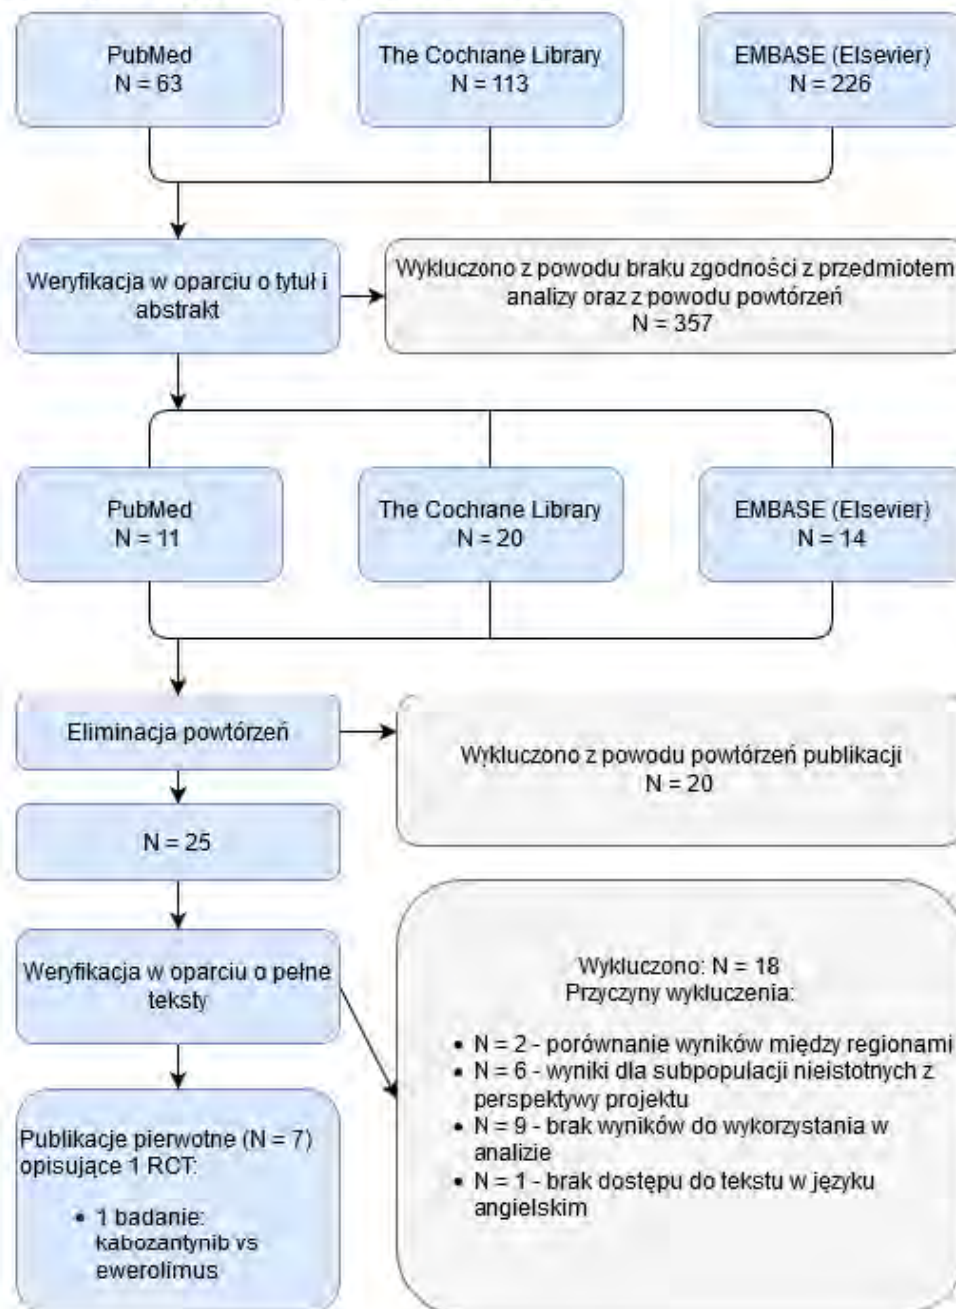 PubMed
N = 63
The Cochrane Library
N = 113
EMBASE (Elsevier)
N = 226
Weryfikacja w oparciu o tytuł i
abstrakt
Wykluczono z powodu braku zgodności z przedmiotem
analizy oraz z powodu powtórzeń
N = 357
PubMed
N = 11
The Cochrane Library
N = 20
EMBASE (Elsevier)
N = 14
Eliminacja powtórzeń
Wykluczono z powodu powtórzeń publikacji
N = 20
N = 25
Weryfikacja w oparciu o pełne
teksty
Wykluczono: N = 18
Przyczyny wykluczenia:
• N = 2 - porównanie wyników między regionami
• N = 6 - wyniki dla subpopulacji nieistotnych z
perspektywy projektu
• N = 9 - brak wyników do wykorzystania w
analizie
• N = 1 - brak dostępu do tekstu w języku
angielskim
Publikacje pierwotne (N = 7)
opisujące 1 RCT:
• 1 badanie:
kabozantynib vs
ewerolimus